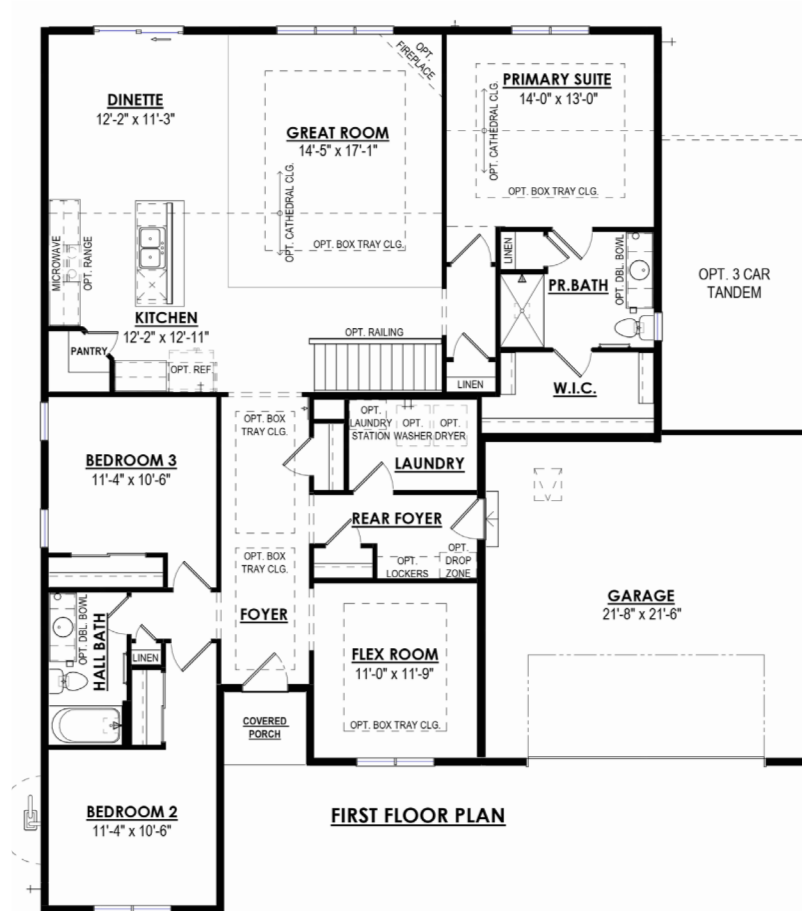 OPT.
FIREPLACE
PRIMARY SUITE
14'-0" x 13'-0"
OPT. CATHEDRAL CLG.
OPT. BOX TRAY CLG.
DINETTE
12'-2" x 11'-3"
GREAT ROOM
14'-5" x 17'-1"
OPT. CATHEDRAL CLG.
OPT. BOX TRAY CLG.
MICROWAVE
OPT. RANGE
KITCHEN
12'-2" x 12'-11"
PANTRY
OPT. REF.
OPT. RAILING
LINEN
LINEN
PR.BATH
OPT. DBL. BOWL
W.I.C.
OPT. 3 CAR
TANDEM
OPT. BOX
TRAY CLG.
OPT.
LAUNDRY
STATION
OPT.
WASHER
OPT.
DRYER
LAUNDRY
BEDROOM 3
11'-4" x 10'-6"
REAR FOYER
OPT.
LOCKERS
OPT.
DROP
ZONE
OPT. BOX
TRAY CLG.
FOYER
GARAGE
21'-8" x 21'-6"
OPT. DBL. BOWL
HALL BATH
LINEN
FLEX ROOM
11'-0" x 11'-9"
OPT. BOX TRAY CLG.
COVERED
PORCH
BEDROOM 2
11'-4" x 10'-6"
FIRST FLOOR PLAN